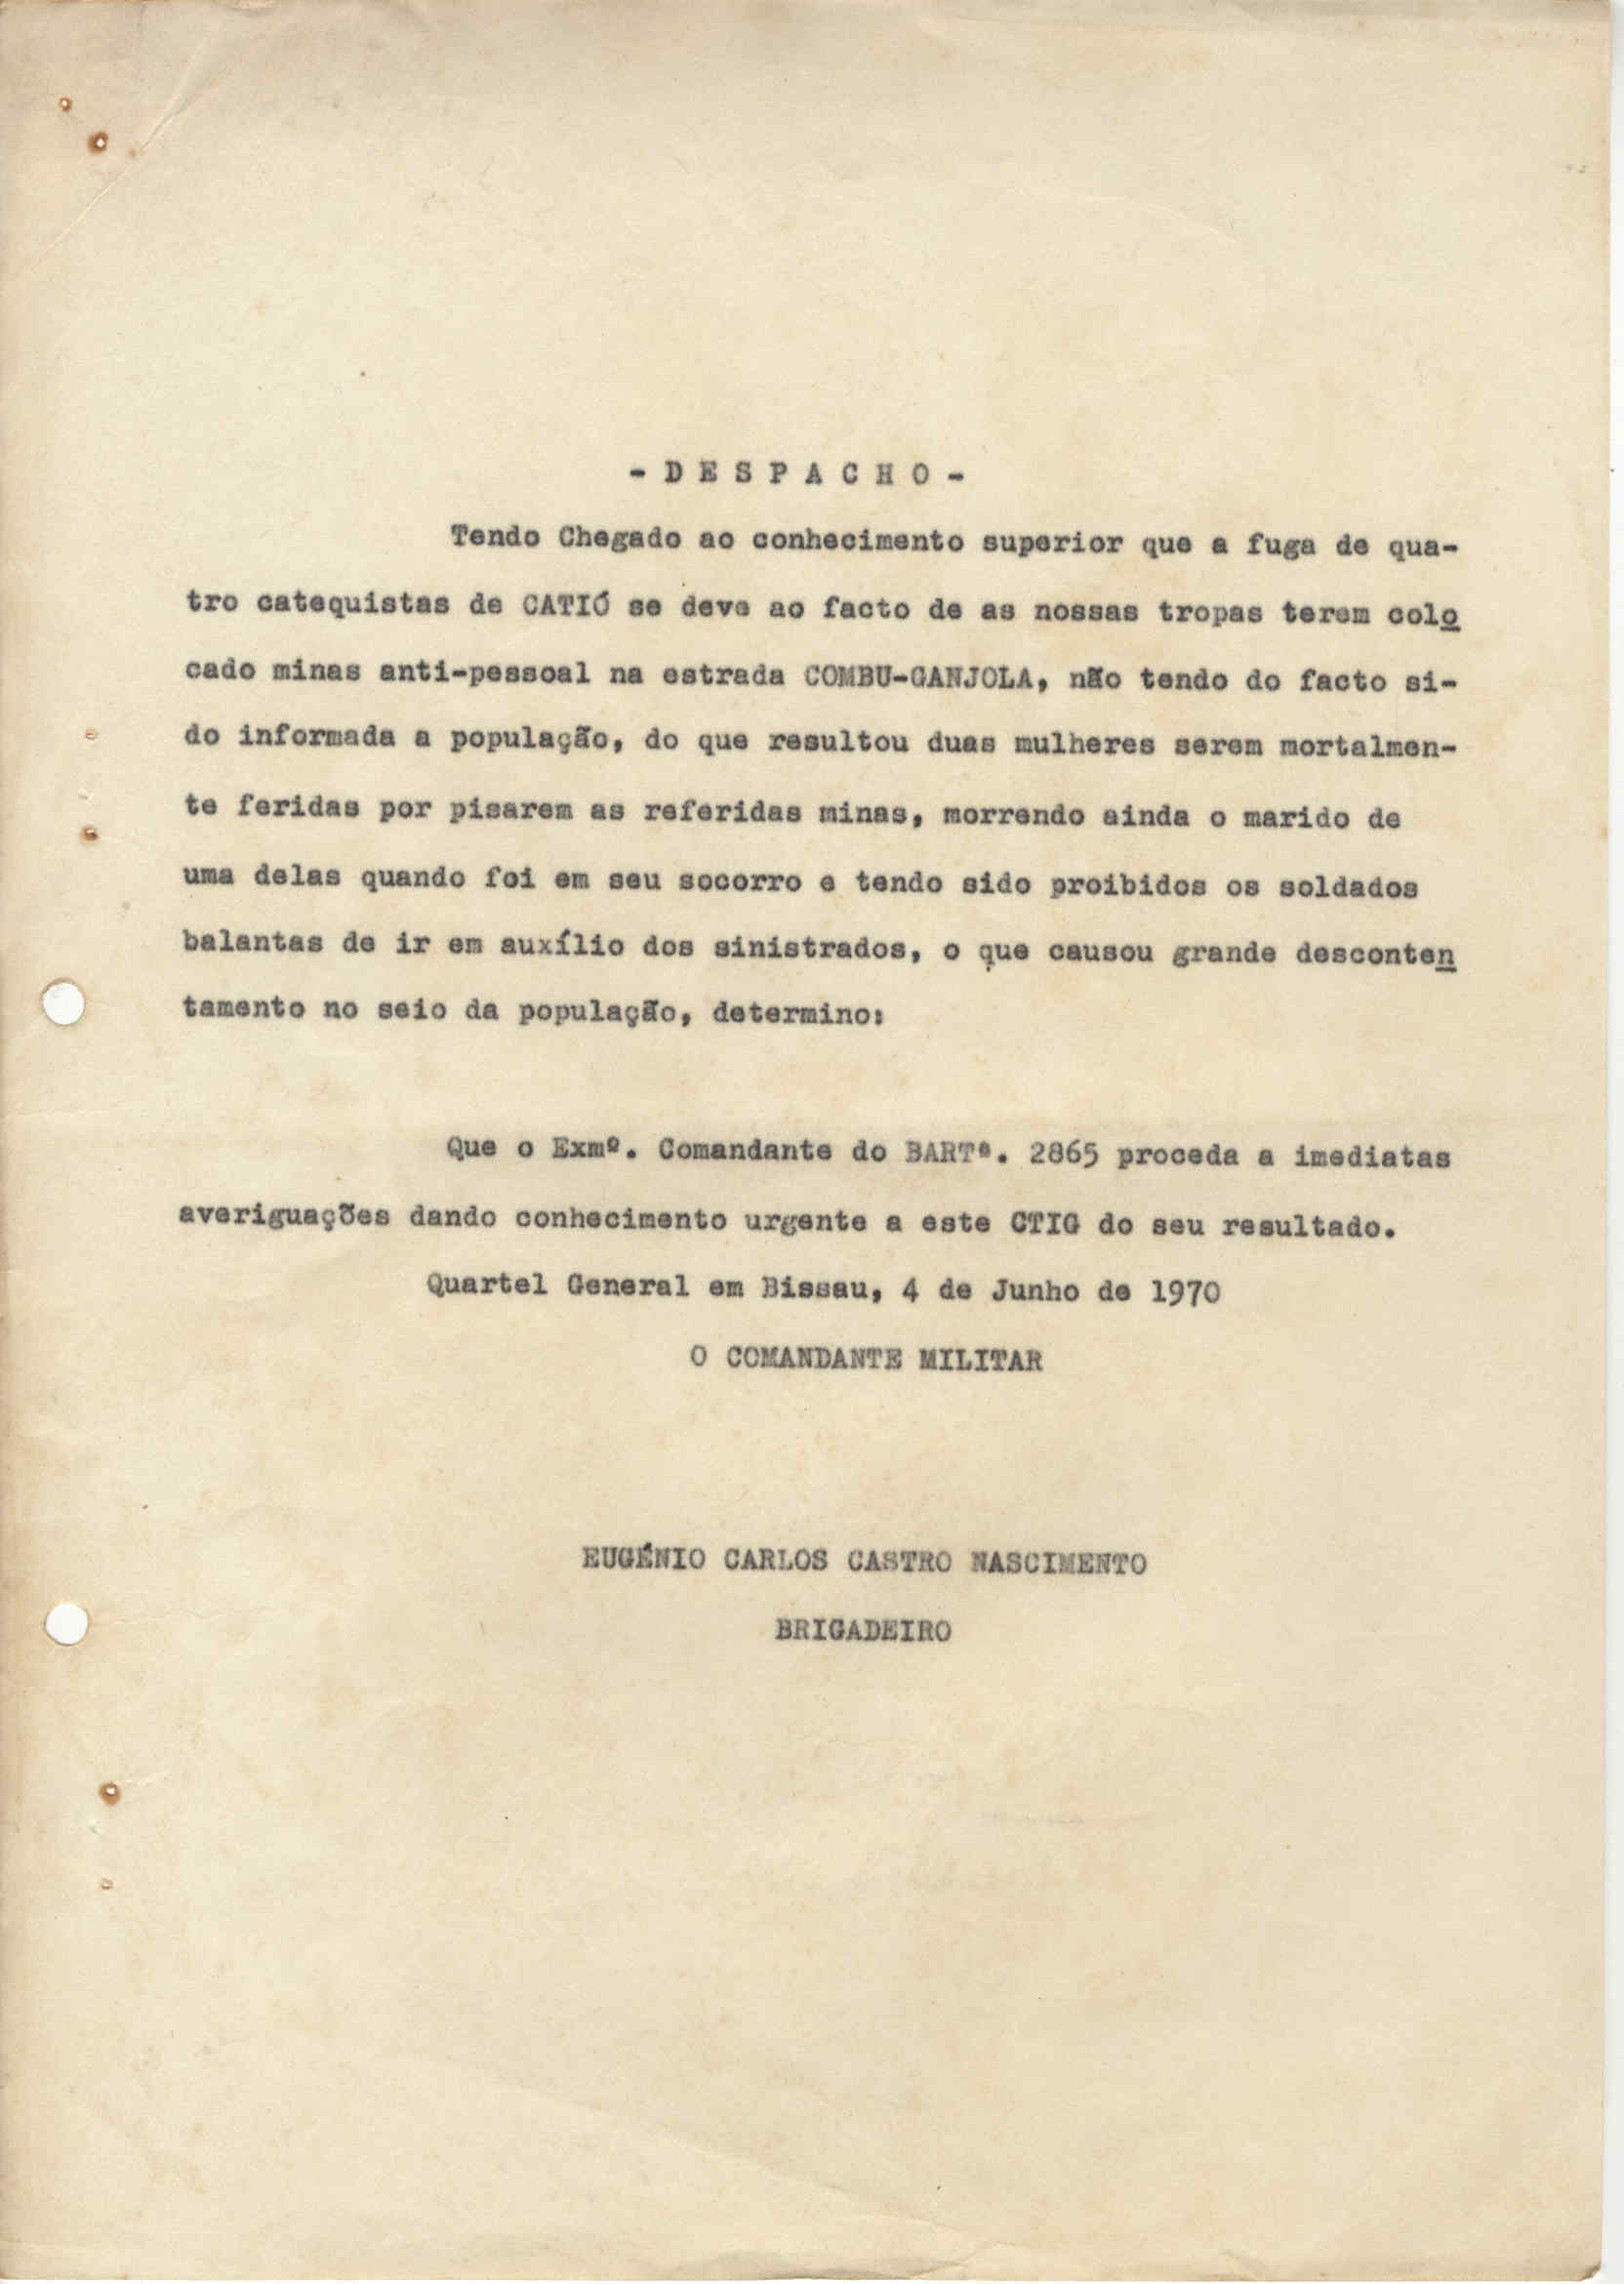 - D E S P A C H O -
Tendo Chegado ao conhecimento superior que a fuga de qua-
tro catequistas de CATIÓ se deve ao facto de as nossas tropas terem colo
cado minas anti-pessoal na estrada COMBU-GANJOLA, não tendo do facto si-
do informada a população, do que resultou duas mulheres serem mortalmen-
te feridas por pisarem as referidas minas, morrendo ainda o marido de
uma delas quando foi em seu socorro e tendo sido proibidos os soldados
balantas de ir em auxílio dos sinistrados, o que causou grande desconten
tamento no seio da população, determino:
Que o Exmº. Comandante do BARTª. 2865 proceda a imediatas
averiguações dando conhecimento urgente a este CTIG do seu resultado.
Quartel General em Bissau, 4 de Junho de 1970
O COMANDANTE MILITAR
EUGÉNIO CARLOS CASTRO NASCIMENTO
BRIGADEIRO